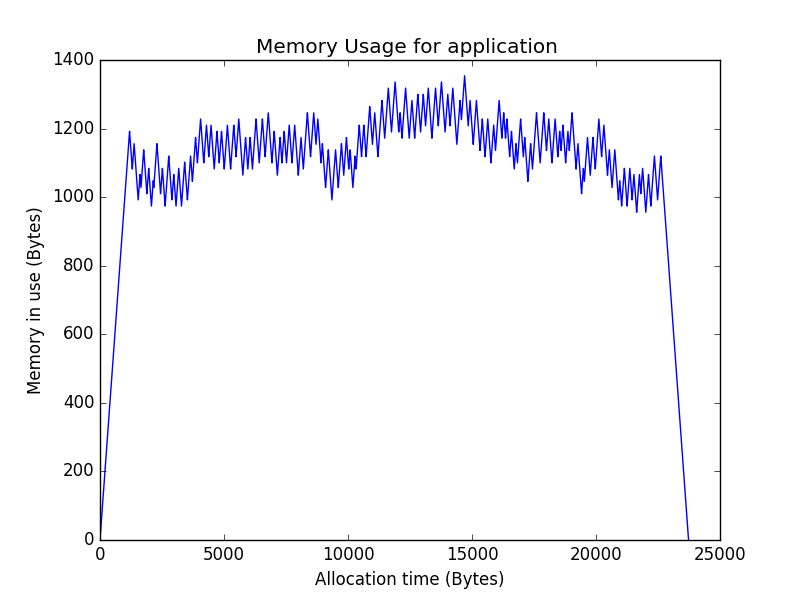 Memory Usage for application
1400
1200
1000
800
600
400
200
0
Memory in use (Bytes)
0 5000 10000 15000 20000 25000
Allocation time (Bytes)